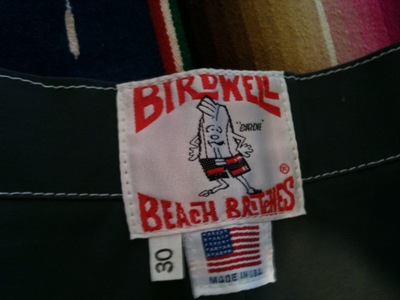 BIRDWELL
"BIRDIE"
BEACH BRITCHES
®
30
MADE IN USA